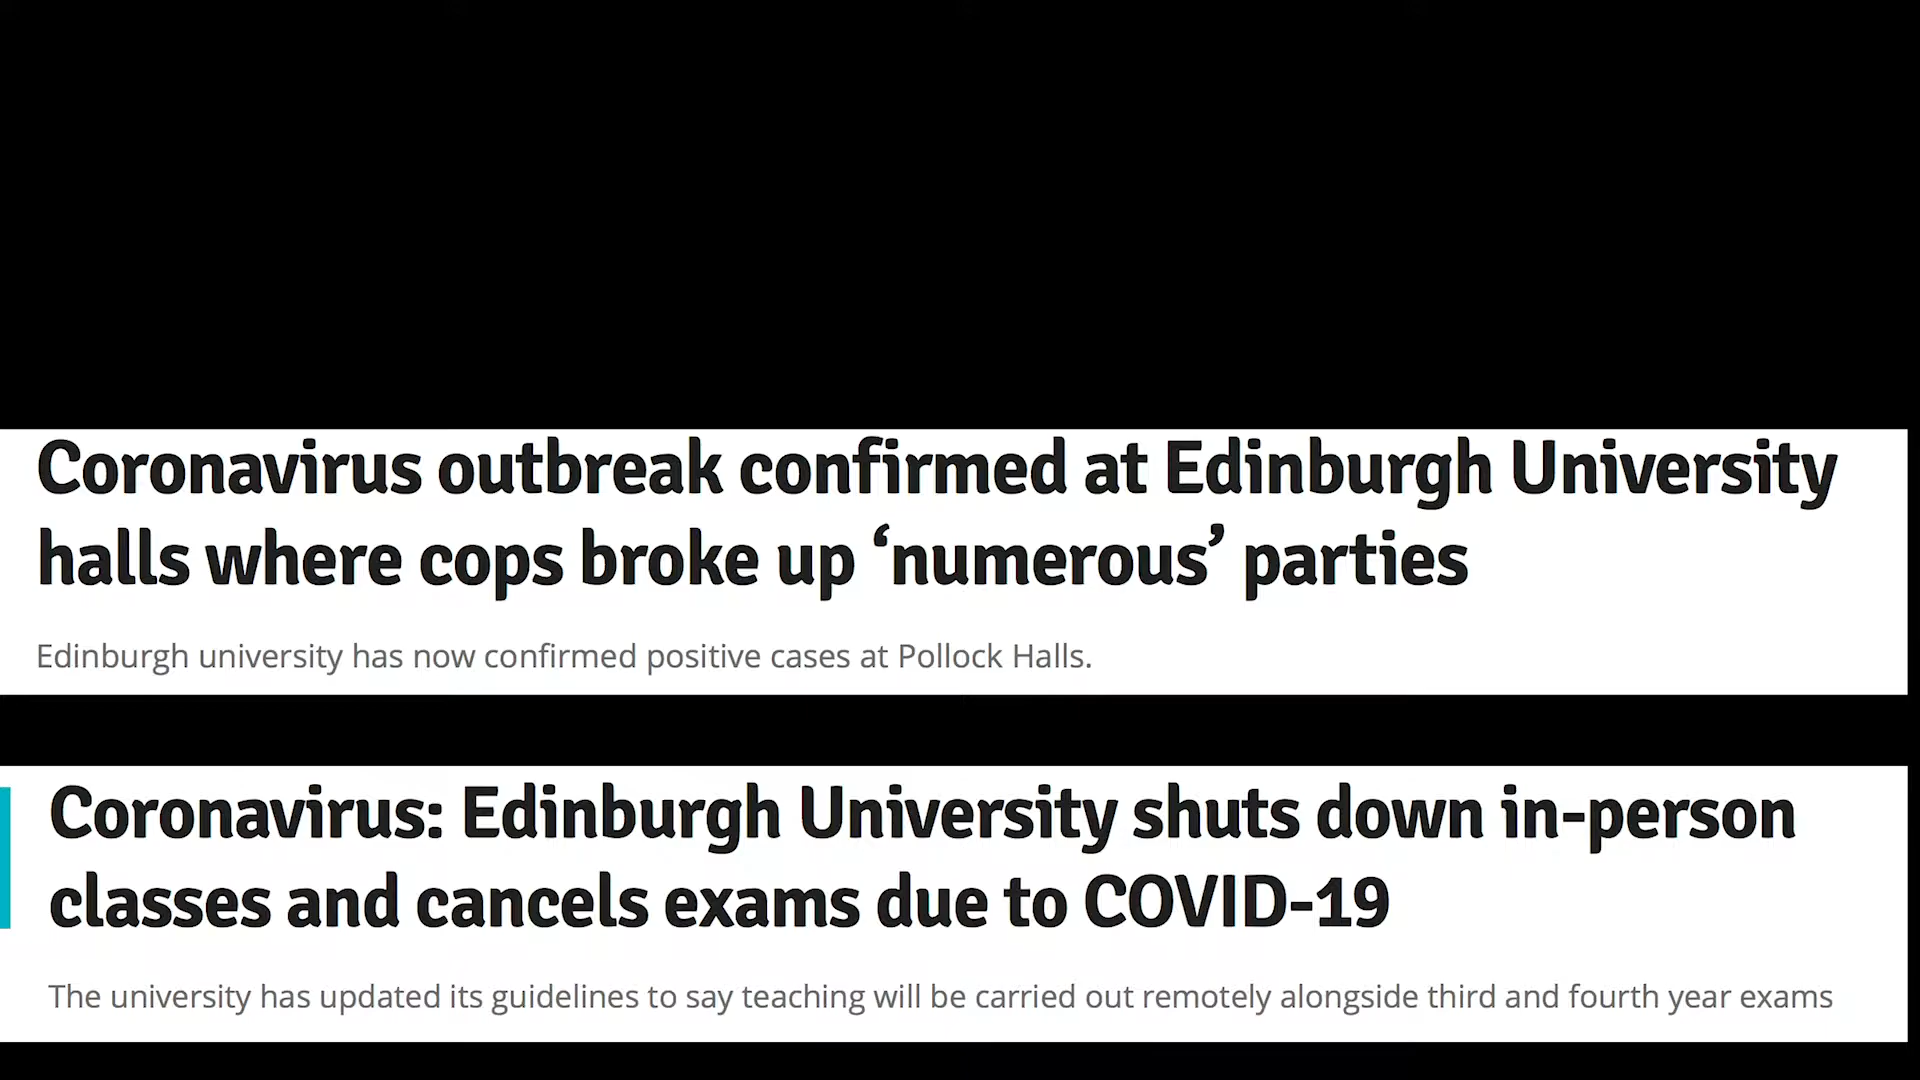 Coronavirus outbreak confirmed at Edinburgh University
halls where cops broke up ‘numerous’ parties
Edinburgh university has now confirmed positive cases at Pollock Halls.
Coronavirus: Edinburgh University shuts down in-person
classes and cancels exams due to COVID-19
The university has updated its guidelines to say teaching will be carried out remotely alongside third and fourth year exams